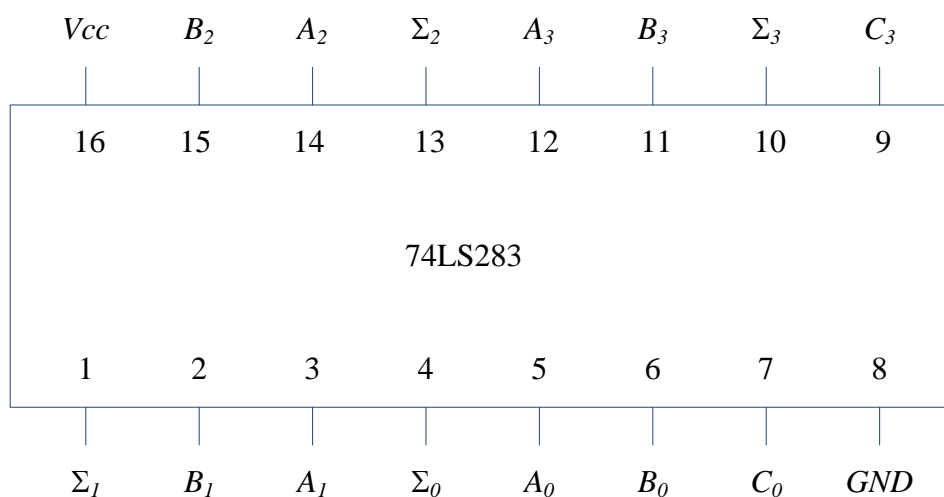 Vcc B₂ A₂ Σ₂ A₃ B₃ Σ₃ C₃
16 15 14 13 12 11 10 9
74LS283
1 2 3 4 5 6 7 8
Σ₁ B₁ A₁ Σ₀ A₀ B₀ C₀ GND